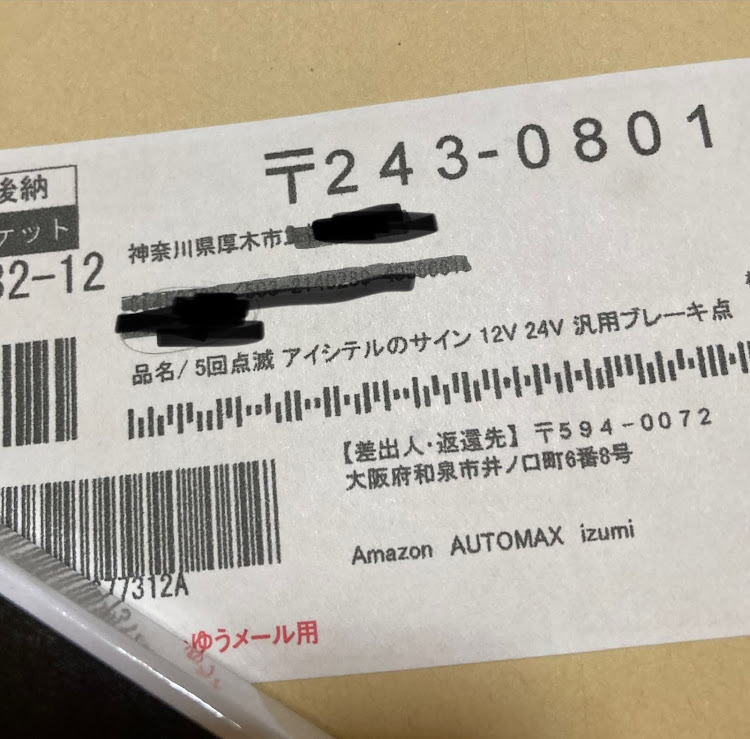 後納
ケット
32-12
〒243-0801
神奈川県厚木市
品名/ 5回点滅 アイシテルのサイン 12V 24V 汎用ブレーキ点
【差出人・返還先】 〒594-0072
大阪府和泉市井ノ口町6番8号
Amazon AUTOMAX izumi
77312A
ゆうメール用